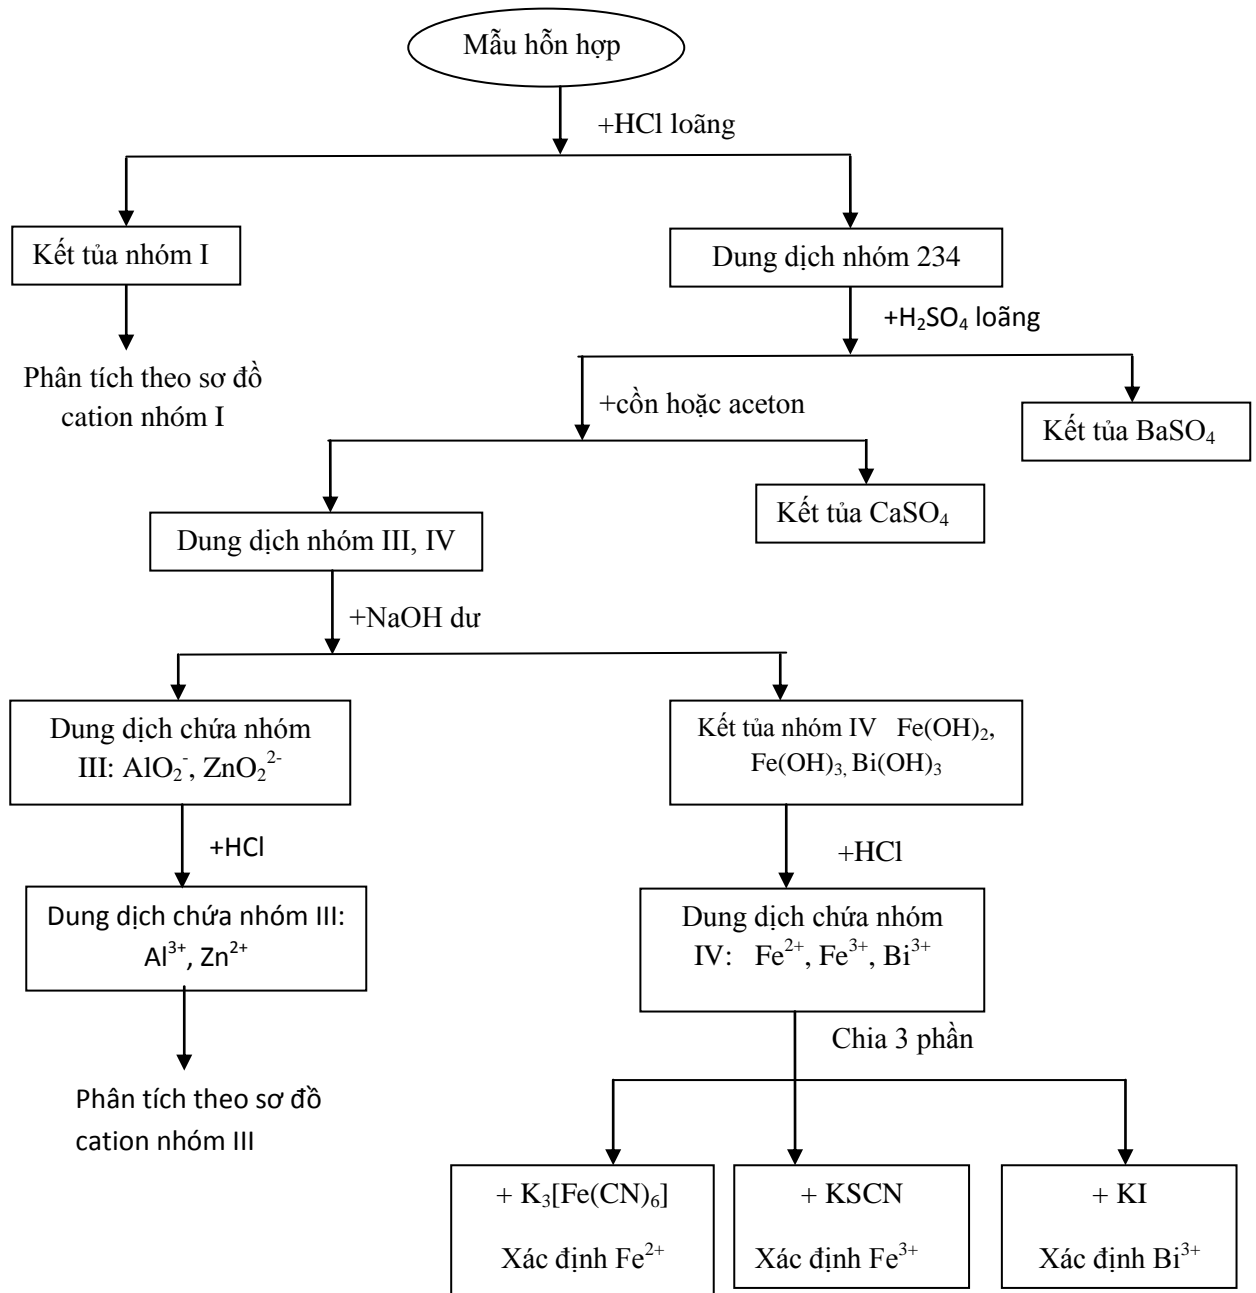 Mẫu hỗn hợp
+HCl loãng
Kết tủa nhóm I
Dung dịch nhóm 234
+H₂SO₄ loãng
Phân tích theo sơ đồ
cation nhóm I
+cồn hoặc aceton
Kết tủa BaSO₄
Kết tủa CaSO₄
Dung dịch nhóm III, IV
+NaOH dư
Dung dịch chứa nhóm
III: AlO₂⁻, ZnO₂²⁻
Kết tủa nhóm IV Fe(OH)₂,
Fe(OH)₃, Bi(OH)₃
+HCl
+HCl
Dung dịch chứa nhóm III:
Al³⁺, Zn²⁺
Dung dịch chứa nhóm
IV: Fe²⁺, Fe³⁺, Bi³⁺
Chia 3 phần
Phân tích theo sơ đồ
cation nhóm III
+ K₃[Fe(CN)₆]
Xác định Fe²⁺
+ KSCN
Xác định Fe³⁺
+ KI
Xác định Bi³⁺